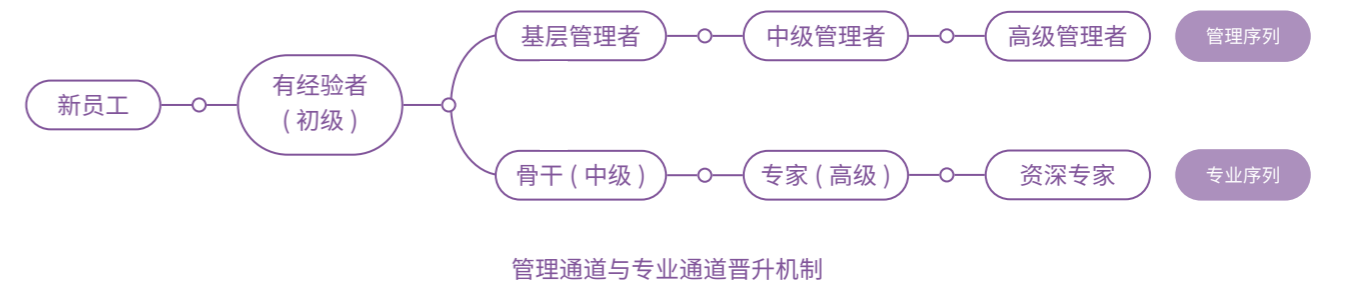 基层管理者
中级管理者
高级管理者
管理序列
新员工
有经验者
( 初级 )
骨干 ( 中级 )
专家 ( 高级 )
资深专家
专业序列
管理通道与专业通道晋升机制